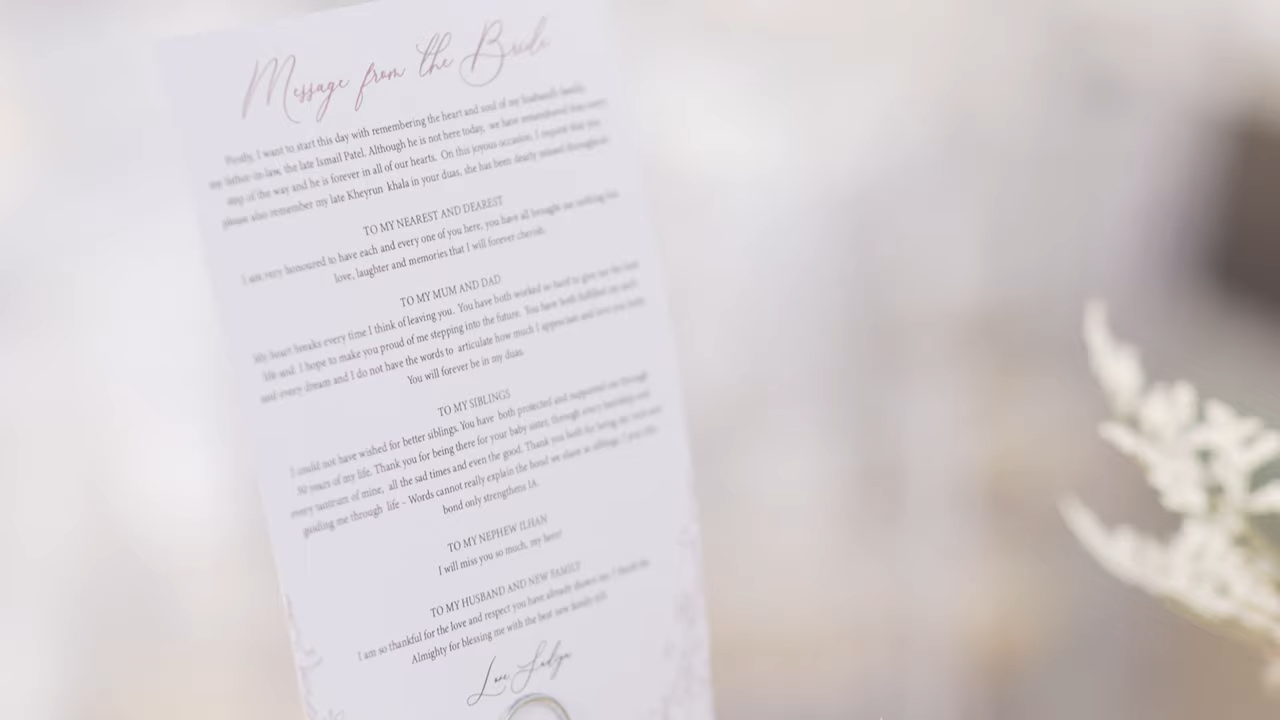 Message from the Bride
Firstly, I want to start this day with remembering the heart and soul of my husband's family,
my father-in-law, the late Ismail Patel. Although he is not here today, we have remembered him every
step of the way and he is forever in all of our hearts. On this joyous occasion, I request that you
please also remember my late Kheyrun khala in your duas, she has been dearly missed throughout.
TO MY NEAREST AND DEAREST
I am very honoured to have each and every one of you here, you have all brought me nothing but
love, laughter and memories that I will forever cherish.
TO MY MUM AND DAD
My heart breaks every time I think of leaving you. You have both worked so hard to give me the best
life and I hope to make you proud of me stepping into the future. You have both fulfilled my each
and every dream and I do not have the words to articulate how much I appreciate and love you both.
You will forever be in my duas.
TO MY SIBLINGS
I could not have wished for better siblings. You have both protected and supported me through
30 years of my life. Thank you for being there for your baby sister, through every heartship and
every tantrum of mine, all the sad times and even the good. Thank you both for being my
guiding me through life - Words cannot really explain the bond we share as siblings, I pray this
bond only strengthens IA.
TO MY NEPHEW ILHAN
I will miss you so much, my hero!
TO MY HUSBAND AND NEW FAMILY
I am so thankful for the love and respect you have already shown me. I thank the
Almighty for blessing me with the best new family
Love